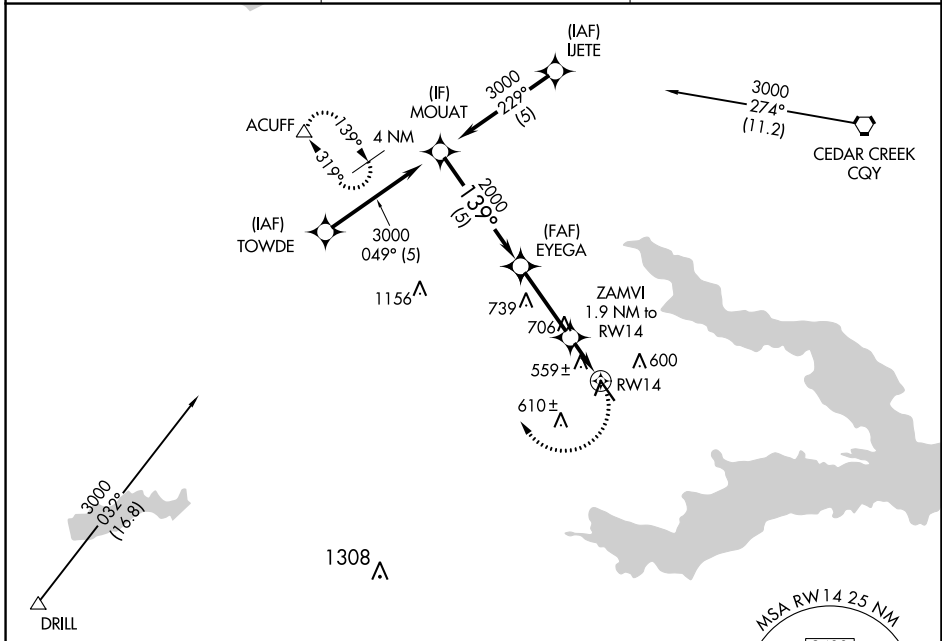 (IAF)
IJETE
3000
229°
(5)
(IF)
MOUAT
3000
274°
(11.2)
CEDAR CREEK
CQY
ACUFF
139°
4 NM
319°
2000
139°
(5)
(IAF)
TOWDE
3000
049° (5)
(FAF)
EYEGA
1156
739
ZAMVI
1.9 NM to
RW14
706
559±
600
RW14
610±
3000
032°
(16.8)
1308
DRILL
MSA RW14 25 NM